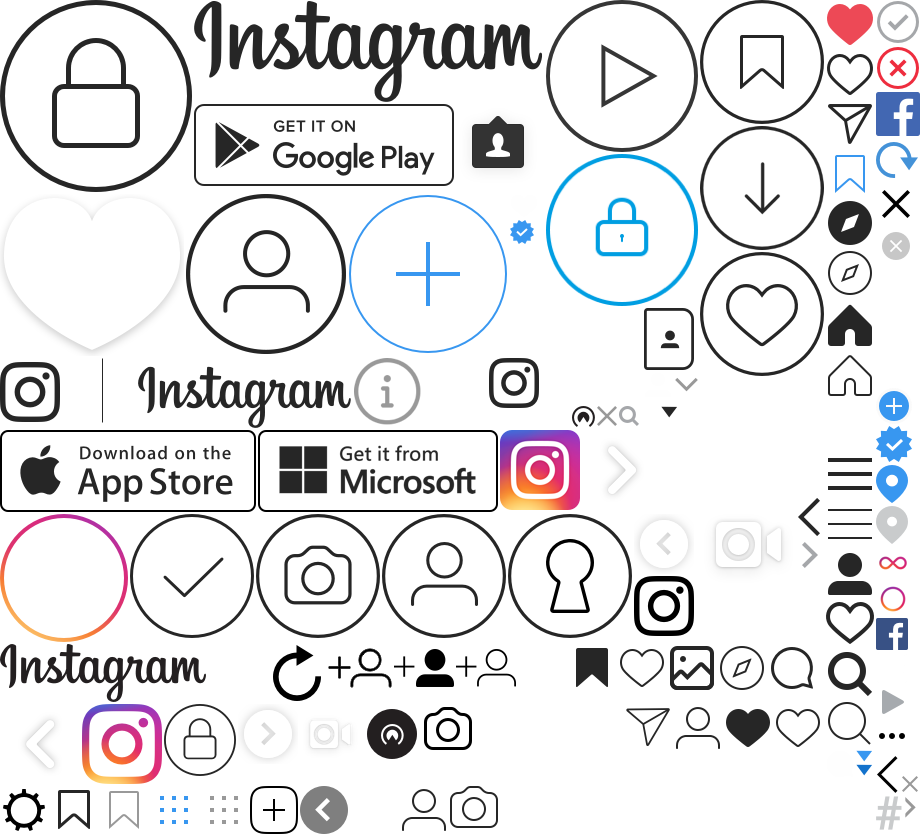 Instagram
GET IT ON
Google Play
Instagram
Download on the
App Store
Get it from
Microsoft
Instagram
#